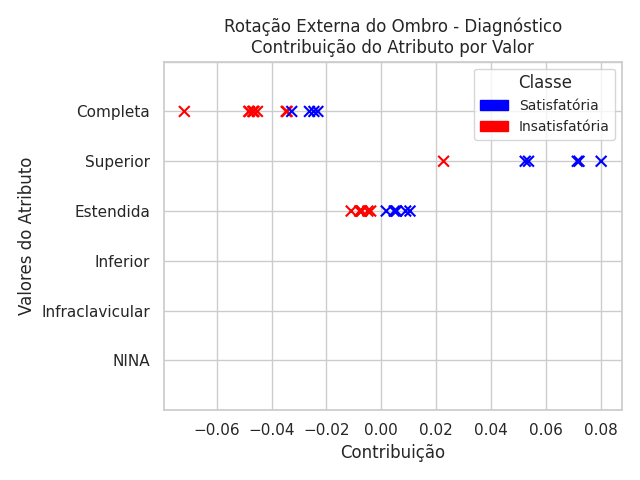 Rotação Externa do Ombro - Diagnóstico
Contribuição do Atributo por Valor
Classe
Satisfatória
Insatisfatória
Valores do Atributo
Completa
Superior
Estendida
Inferior
Infraclavicular
NINA
−0.06 −0.04 −0.02 0.00 0.02 0.04 0.06 0.08
Contribuição